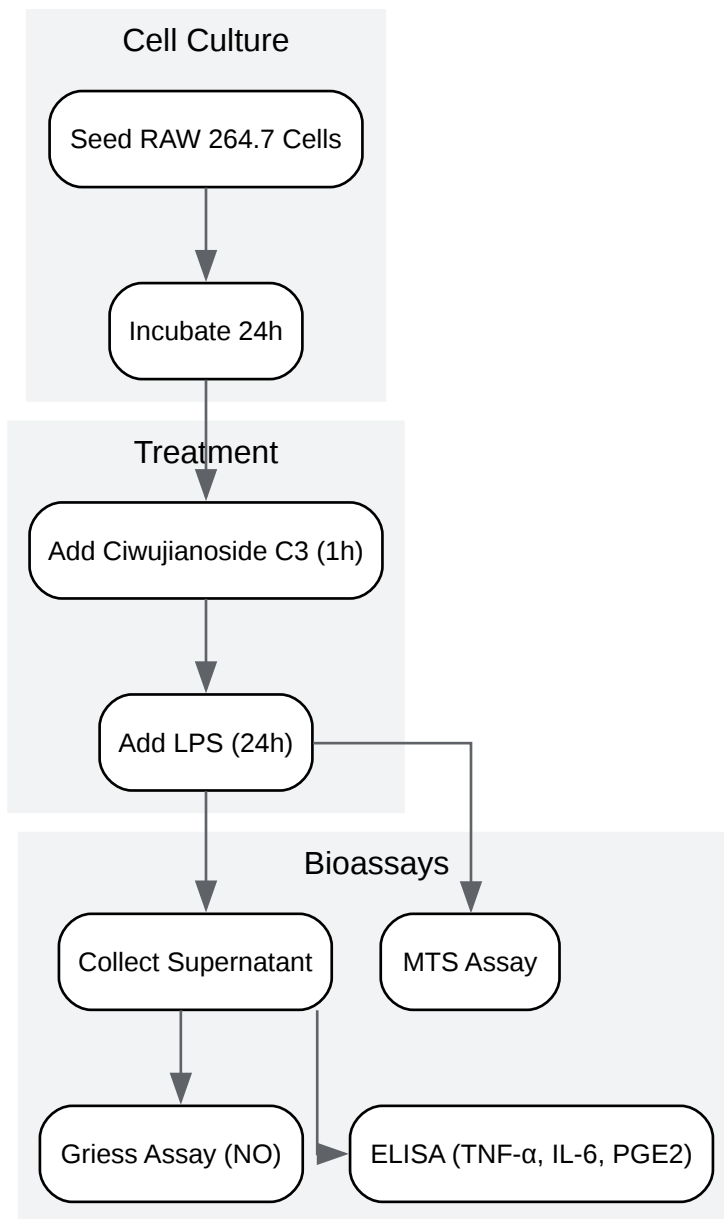 Cell Culture
Seed RAW 264.7 Cells
Incubate 24h
Treatment
Add Ciwujianoside C3 (1h)
Add LPS (24h)
Bioassays
Collect Supernatant
MTS Assay
Griess Assay (NO)
ELISA (TNF-α, IL-6, PGE2)